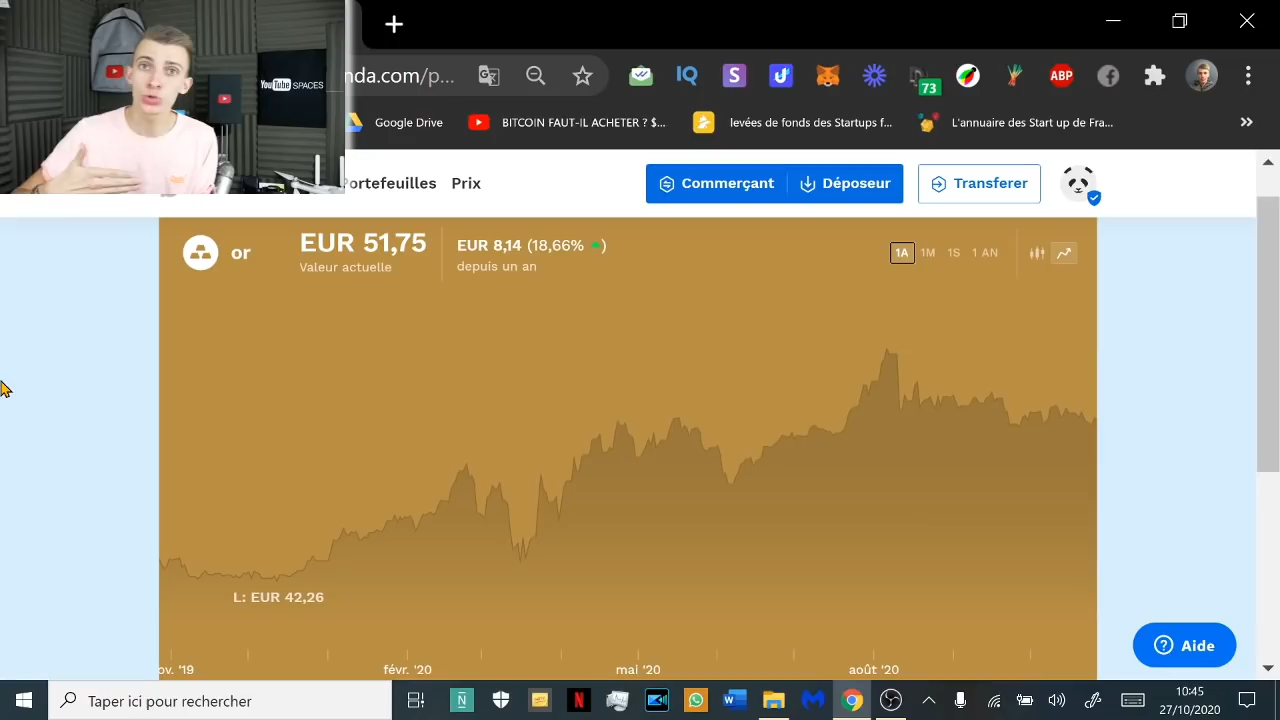 YouTube SPACES
nda.com/p...
IQ
S
73
ABP
Google Drive
BITCOIN FAUT-IL ACHETER ? $...
levées de fonds des Startups f...
L'annuaire des Start up de Fra...
Portefeuilles
Prix
Commerçant
Déposeur
Transferer
or
EUR 51,75
Valeur actuelle
EUR 8,14 (18,66% )
depuis un an
1A 1M 1S 1 AN
L: EUR 42,26
ov. '19 févr. '20 mai '20 août '20
Aide
Taper ici pour rechercher
10:45
27/10/2020